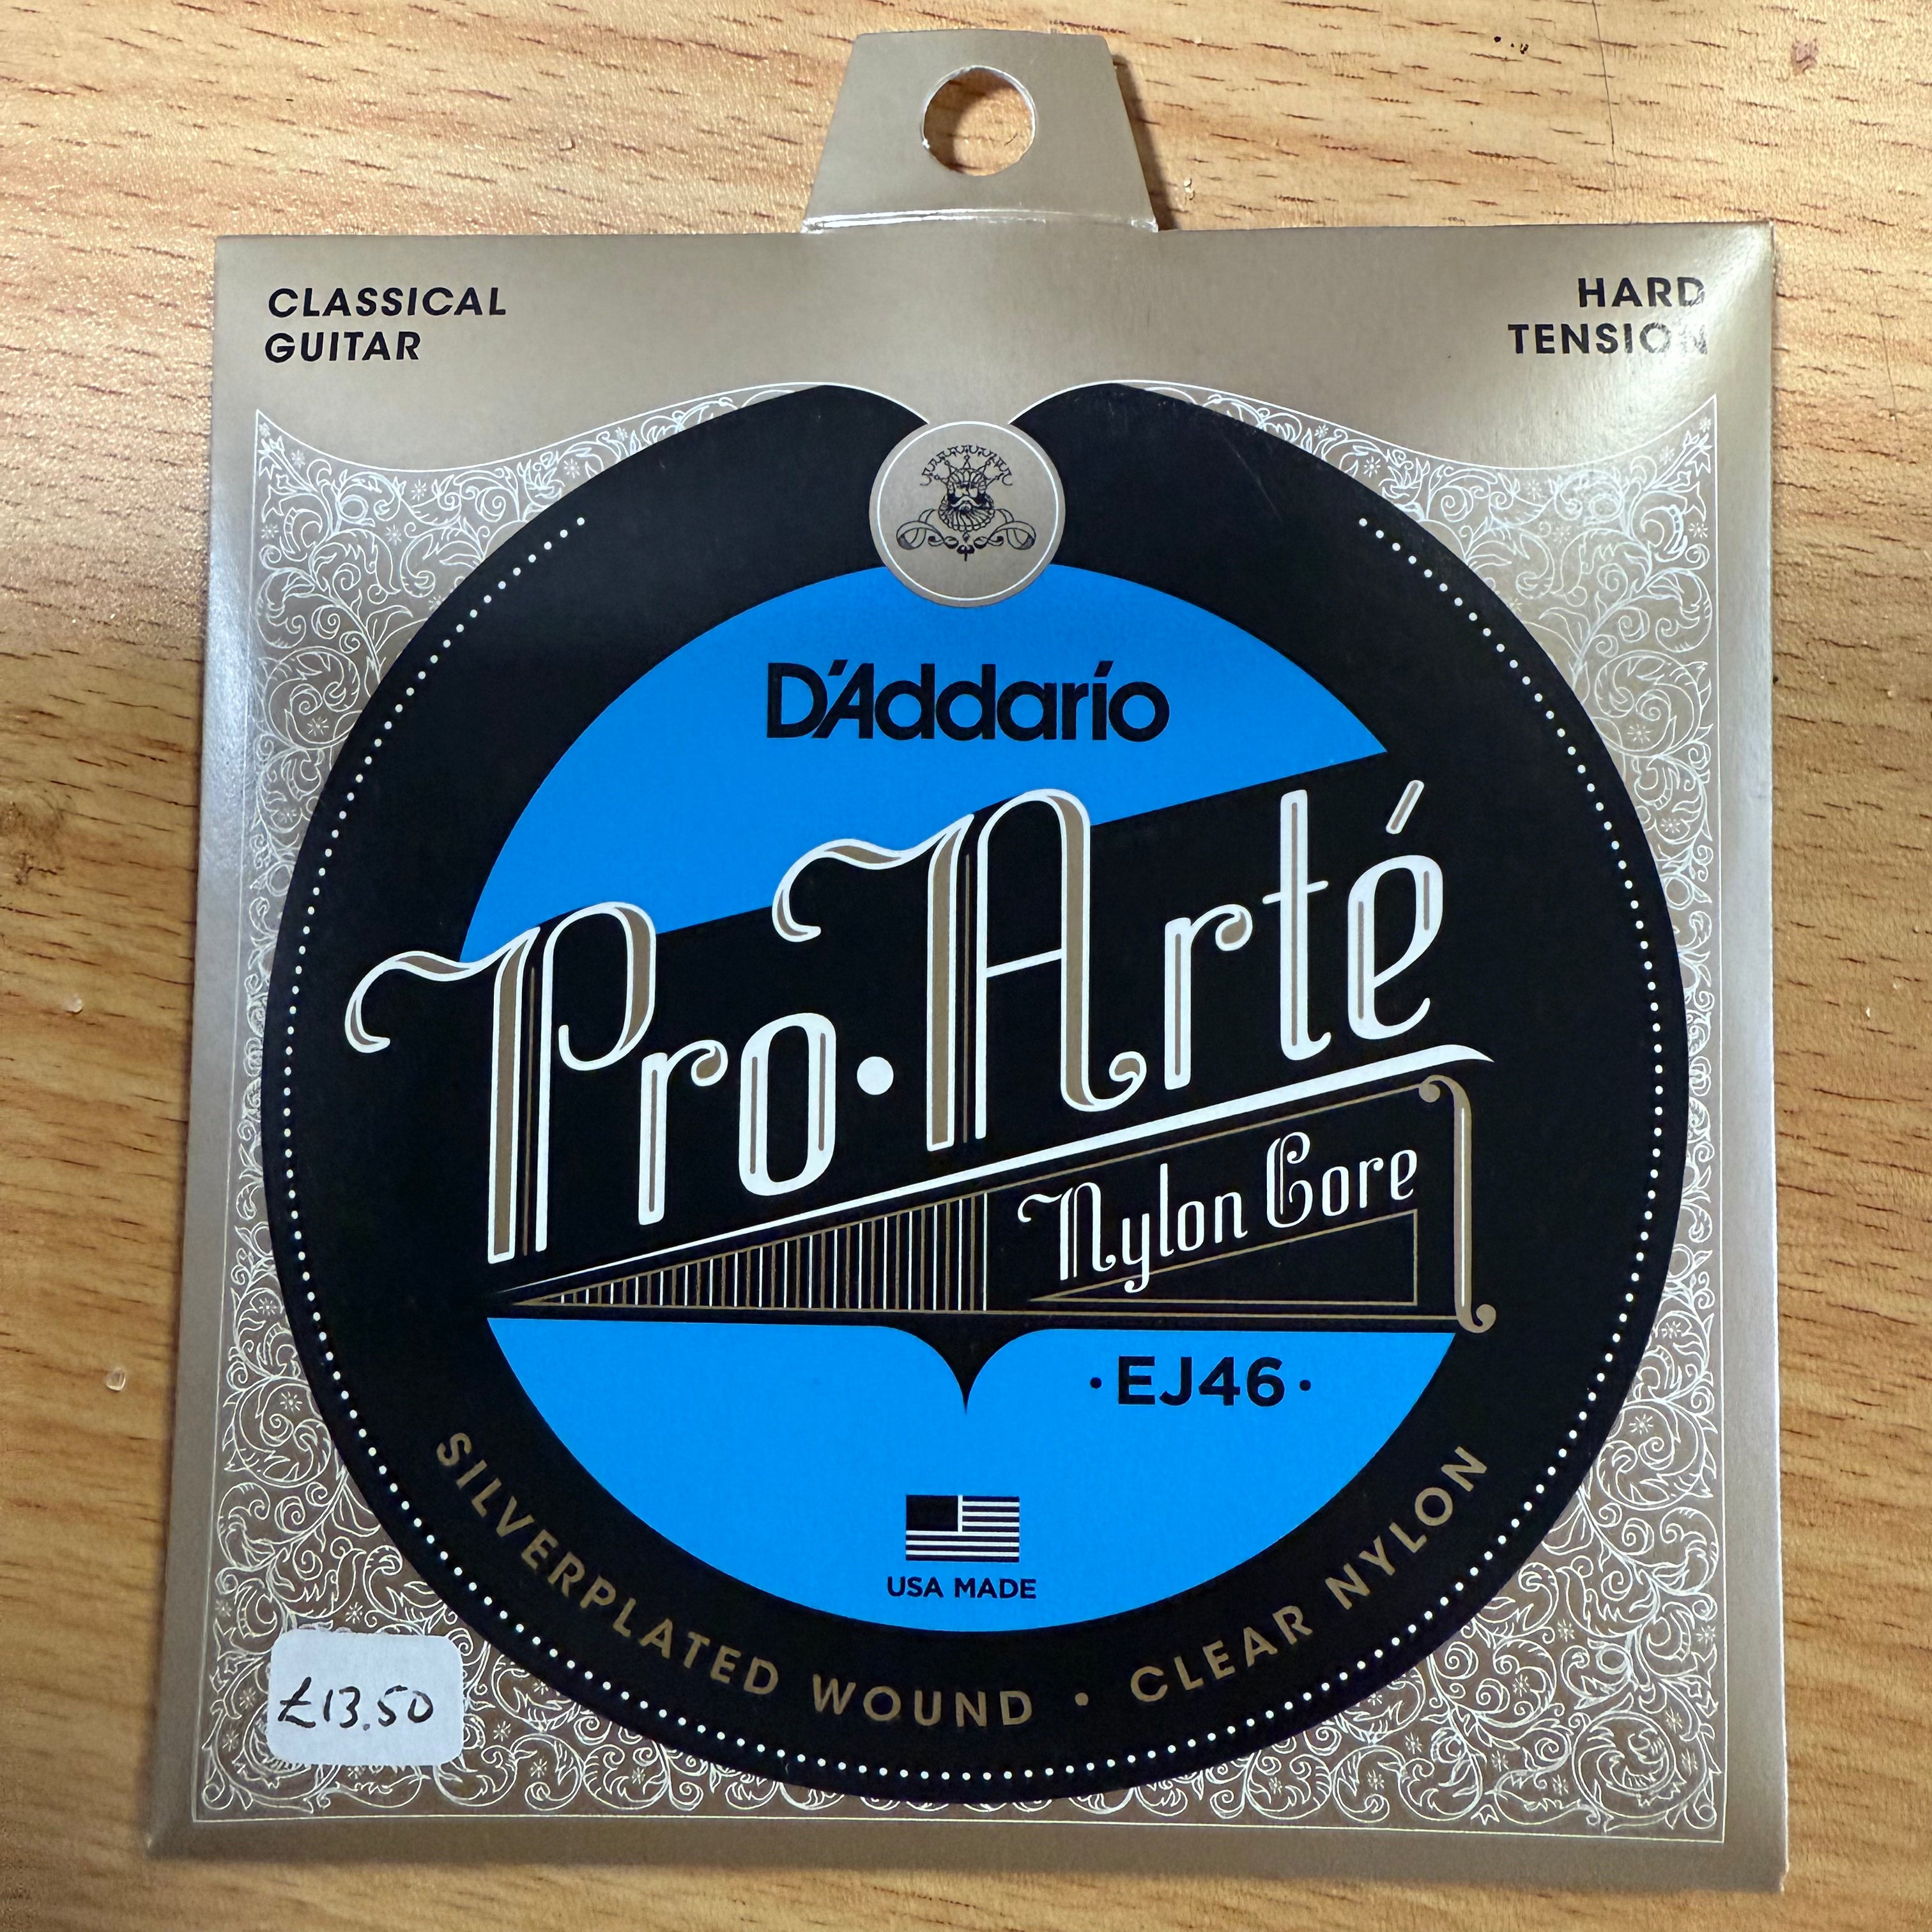 CLASSICAL
GUITAR
HARD
TENSION
D'Addario
Pro·Arté
Nylon Core
·EJ46·
USA MADE
SILVERPLATED WOUND · CLEAR NYLON
£13.50